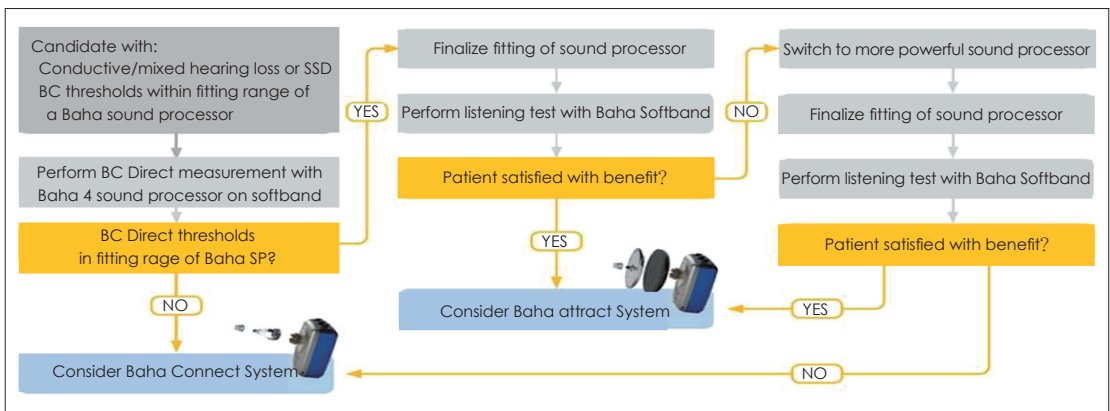 Candidate with:
Conductive/mixed hearing loss or SSD
BC thresholds within fitting range of
a Baha sound processor
Perform BC Direct measurement with
Baha 4 sound processor on softband
BC Direct thresholds
in fitting rage of Baha SP?
NO
Consider Baha Connect System
YES
Finalize fitting of sound processor
Perform listening test with Baha Softband
Patient satisfied with benefit?
YES
Consider Baha attract System
NO
Switch to more powerful sound processor
Finalize fitting of sound processor
Perform listening test with Baha Softband
Patient satisfied with benefit?
YES
NO